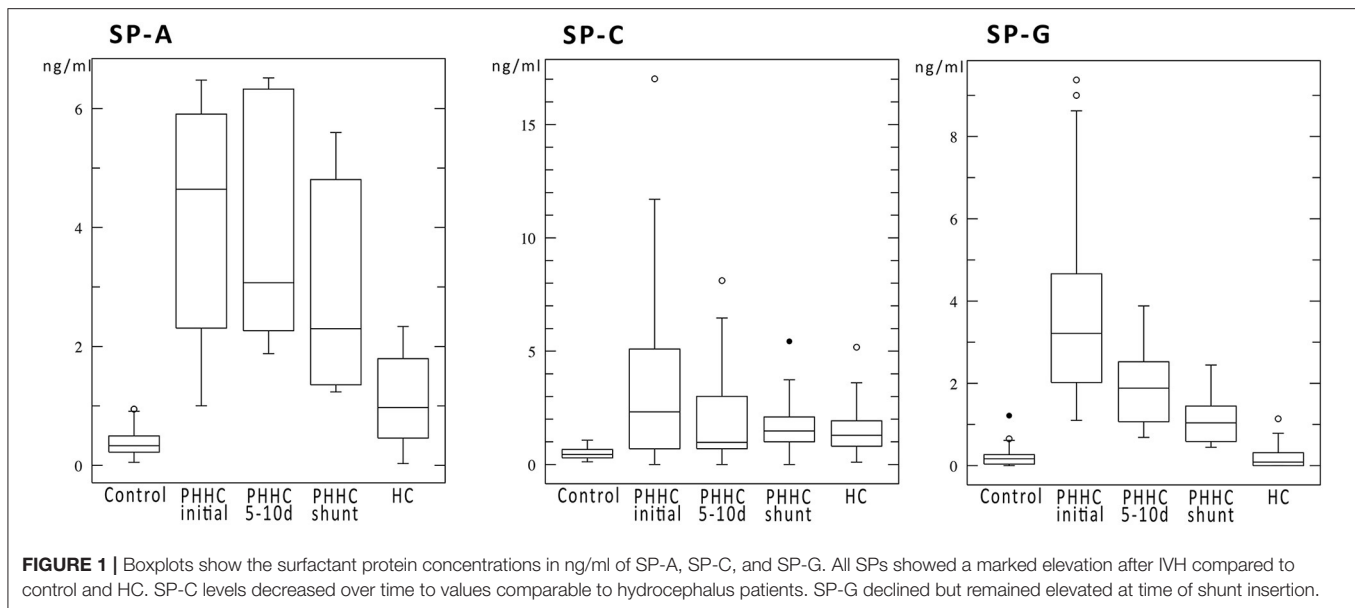 SP-A
ng/ml
6
4
2
0
Control PHHC initial PHHC 5-10d PHHC shunt HC
SP-C
ng/ml
15
10
5
0
Control PHHC initial PHHC 5-10d PHHC shunt HC
SP-G
ng/ml
8
6
4
2
0
Control PHHC initial PHHC 5-10d PHHC shunt HC
FIGURE 1 | Boxplots show the surfactant protein concentrations in ng/ml of SP-A, SP-C, and SP-G. All SPs showed a marked elevation after IVH compared to
control and HC. SP-C levels decreased over time to values comparable to hydrocephalus patients. SP-G declined but remained elevated at time of shunt insertion.